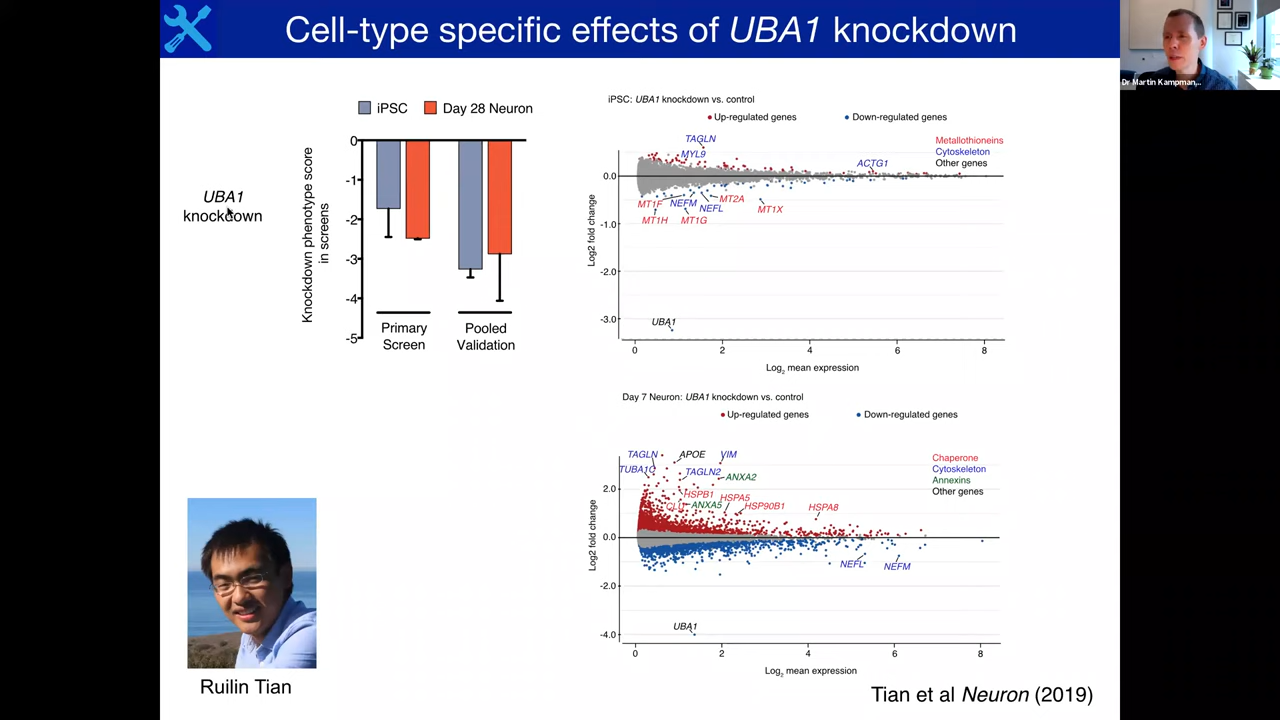 Cell-type specific effects of UBA1 knockdown
Dr Martin Kampman,...
iPSC
Day 28 Neuron
UBA1
knockdown
Knockdown phenotype score
in screens
0
-1
-2
-3
-4
-5
Primary
Screen
Pooled
Validation
iPSC: UBA1 knockdown vs. control
Up-regulated genes
Down-regulated genes
Metallothioneins
Cytoskeleton
Other genes
TAGLN
MYL9
ACTG1
MT1F
NEFM
MT2A
NEFL
MT1X
MT1H
MT1G
UBA1
Log2 fold change
0.0
-1.0
-2.0
-3.0
0 2 4 6 8
Log2 mean expression
Day 7 Neuron: UBA1 knockdown vs. control
Up-regulated genes
Down-regulated genes
Chaperone
Cytoskeleton
Annexins
Other genes
TAGLN
APOE
VIM
TUBA1C
TAGLN2
ANXA2
HSPB1
HSPA5
CLU
ANXA5
HSP90B1
HSPA8
NEFL
NEFM
UBA1
Log2 fold change
2.0
0.0
-2.0
-4.0
0 2 4 6 8
Log2 mean expression
Ruilin Tian
Tian et al Neuron (2019)